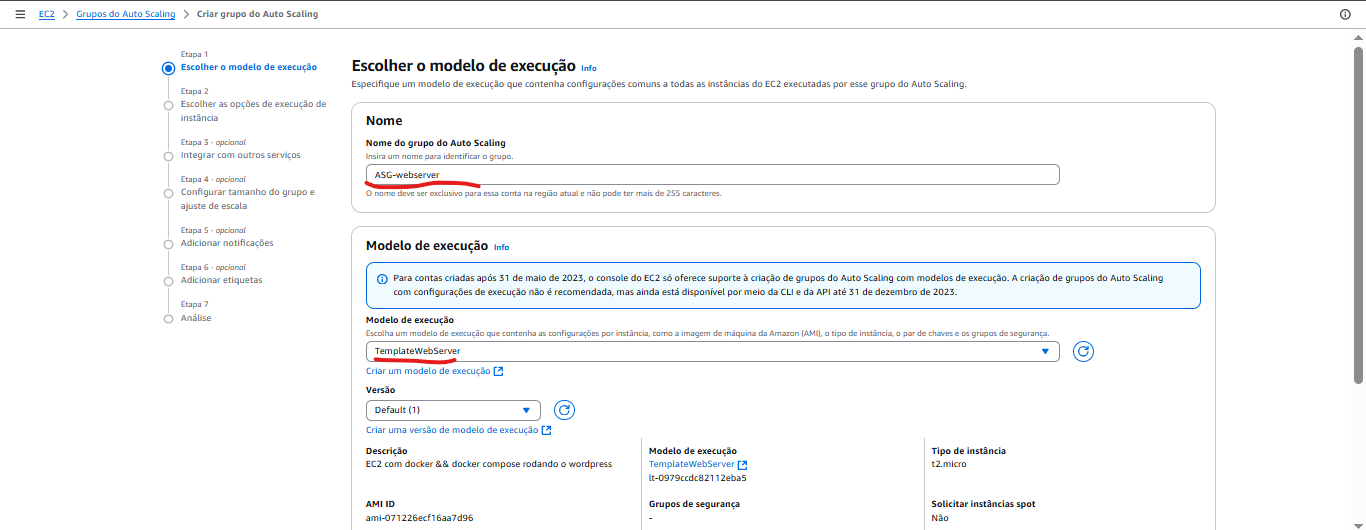 EC2 > Grupos do Auto Scaling > Criar grupo do Auto Scaling
Etapa 1
Escolher o modelo de execução
Etapa 2
Escolher as opções de execução de
instância
Etapa 3 - opcional
Integrar com outros serviços
Etapa 4 - opcional
Configurar tamanho do grupo e
ajuste de escala
Etapa 5 - opcional
Adicionar notificações
Etapa 6 - opcional
Adicionar etiquetas
Etapa 7
Análise
Escolher o modelo de execução Info
Especifique um modelo de execução que contenha configurações comuns a todas as instâncias do EC2 executadas por esse grupo do Auto Scaling.
Nome
Nome do grupo do Auto Scaling
Insira um nome para identificar o grupo.
ASG-webserver
O nome deve ser exclusivo para essa conta na região atual e não pode ter mais de 255 caracteres.
Modelo de execução Info
Para contas criadas após 31 de maio de 2023, o console do EC2 só oferece suporte à criação de grupos do Auto Scaling com modelos de execução. A criação de grupos do Auto Scaling
com configurações de execução não é recomendada, mas ainda está disponível por meio da CLI e da API até 31 de dezembro de 2023.
Modelo de execução
Escolha um modelo de execução que contenha as configurações por instância, como a imagem de máquina da Amazon (AMI), o tipo de instância, o par de chaves e os grupos de segurança.
TemplateWebServer
Criar um modelo de execução
Versão
Default (1)
Criar uma versão de modelo de execução
Descrição
EC2 com docker && docker compose rodando o wordpress
Modelo de execução
TemplateWebServer
lt-0979ccdc82112eba5
Tipo de instância
t2.micro
AMI ID
ami-071226ecf16aa7d96
Grupos de segurança
-
Solicitar instâncias spot
Não